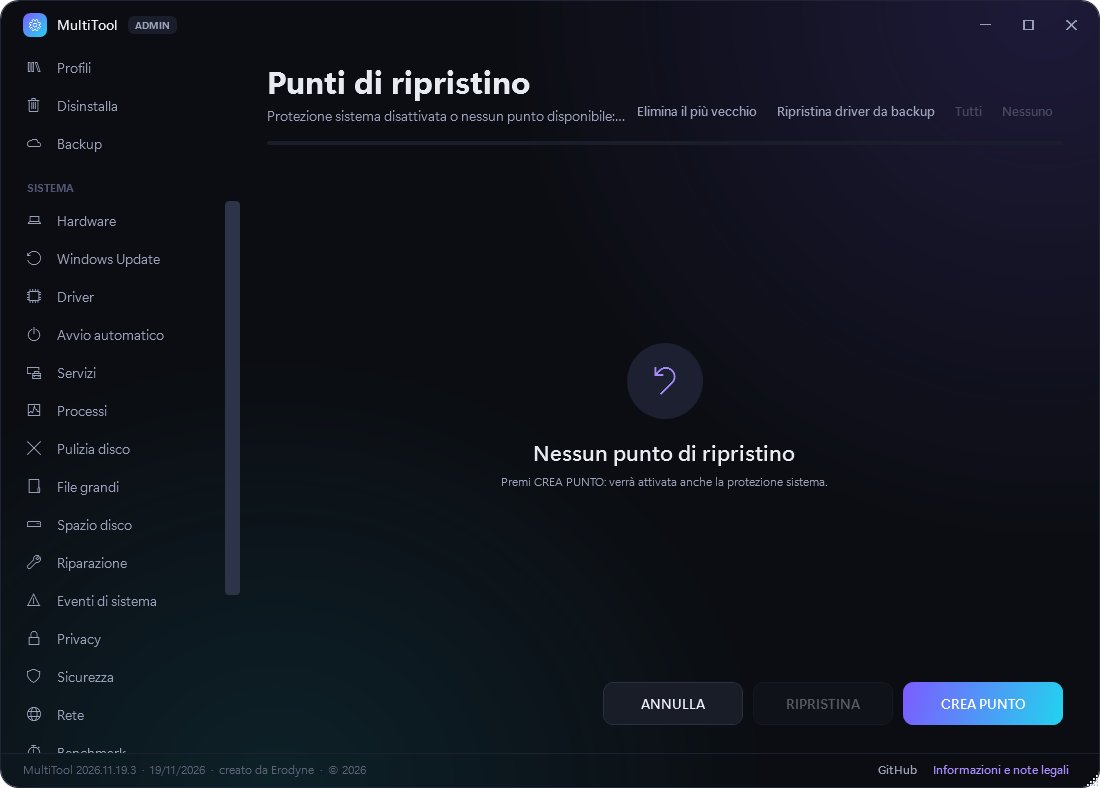 MultiTool ADMIN
Profili
Disinstalla
Backup
SISTEMA
Hardware
Windows Update
Driver
Avvio automatico
Servizi
Processi
Pulizia disco
File grandi
Spazio disco
Riparazione
Eventi di sistema
Privacy
Sicurezza
Rete
Benchmark
Punti di ripristino
Protezione sistema disattivata o nessun punto disponibile:...
Elimina il più vecchio Ripristina driver da backup Tutti Nessuno
Nessun punto di ripristino
Premi CREA PUNTO: verrà attivata anche la protezione sistema.
ANNULLA RIPRISTINA CREA PUNTO
MultiTool 2026.11.19.3 · 19/11/2026 · creato da Erodyne · © 2026
GitHub Informazioni e note legali